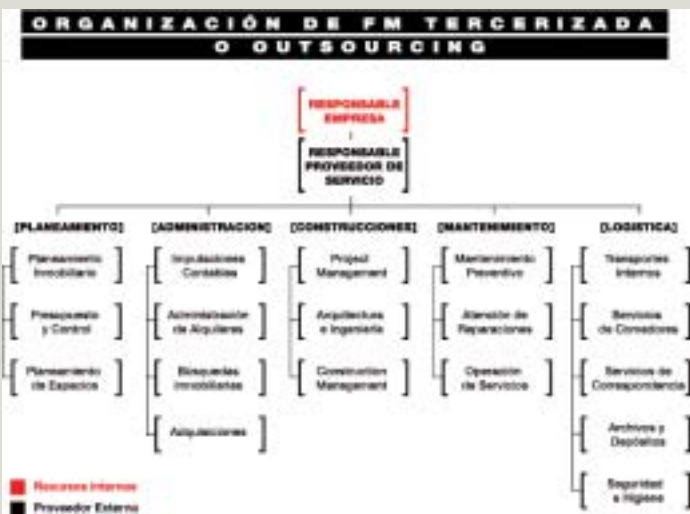 ORGANIZACIÓN DE FM TERCERIZADA
O OUTSOURCING
RESPONSABLE
EMPRESA
RESPONSABLE
PROVEEDOR DE
SERVICIO
[PLANEAMIENTO]
Planeamiento
Inmobiliario
Presupuesto
y Control
Planeamiento
de Espacios
[ADMINISTRACION]
Imputaciones
Contables
Administración
de Alquileres
Búsquedas
Inmobiliarias
Adquisiciones
[CONSTRUCCIONES]
Project
Management
Arquitectura
e Ingeniería
Construction
Management
[MANTENIMIENTO]
Mantenimiento
Preventivo
Atención de
Reparaciones
Operación
de Servicios
[LOGISTICA]
Transportes
Internos
Servicios
de Comedores
Servicios de
Correspondencia
Archivos y
Depósitos
Seguridad
e Higiene
Recursos Internos
Proveedor Externo